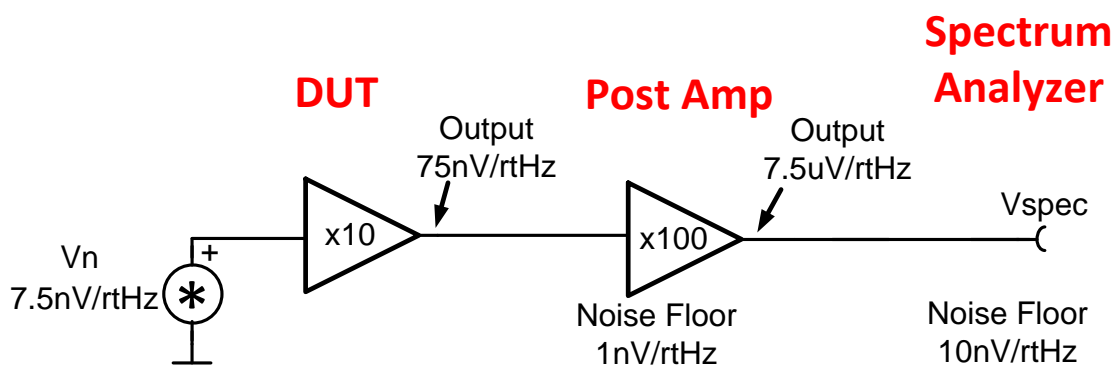 Spectrum
Analyzer
DUT
Post Amp
Output
75nV/rtHz
Output
7.5uV/rtHz
Vspec
x10
x100
+
Vn
7.5nV/rtHz
*
Noise Floor
1nV/rtHz
Noise Floor
10nV/rtHz